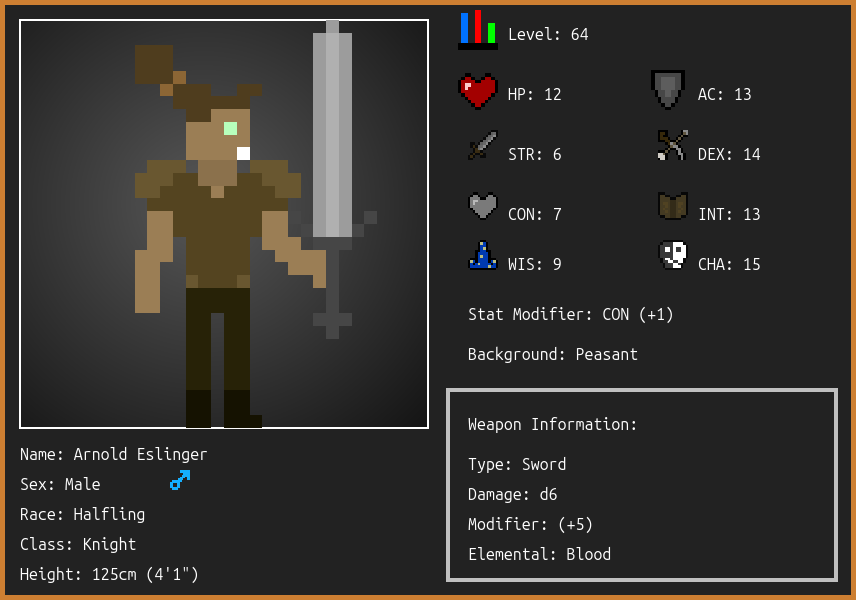 Level: 64
HP: 12
AC: 13
STR: 6
DEX: 14
CON: 7
INT: 13
WIS: 9
CHA: 15
Stat Modifier: CON (+1)
Background: Peasant
Name: Arnold Eslinger
Sex: Male
Race: Halfling
Class: Knight
Height: 125cm (4'1")
Weapon Information:
Type: Sword
Damage: d6
Modifier: (+5)
Elemental: Blood